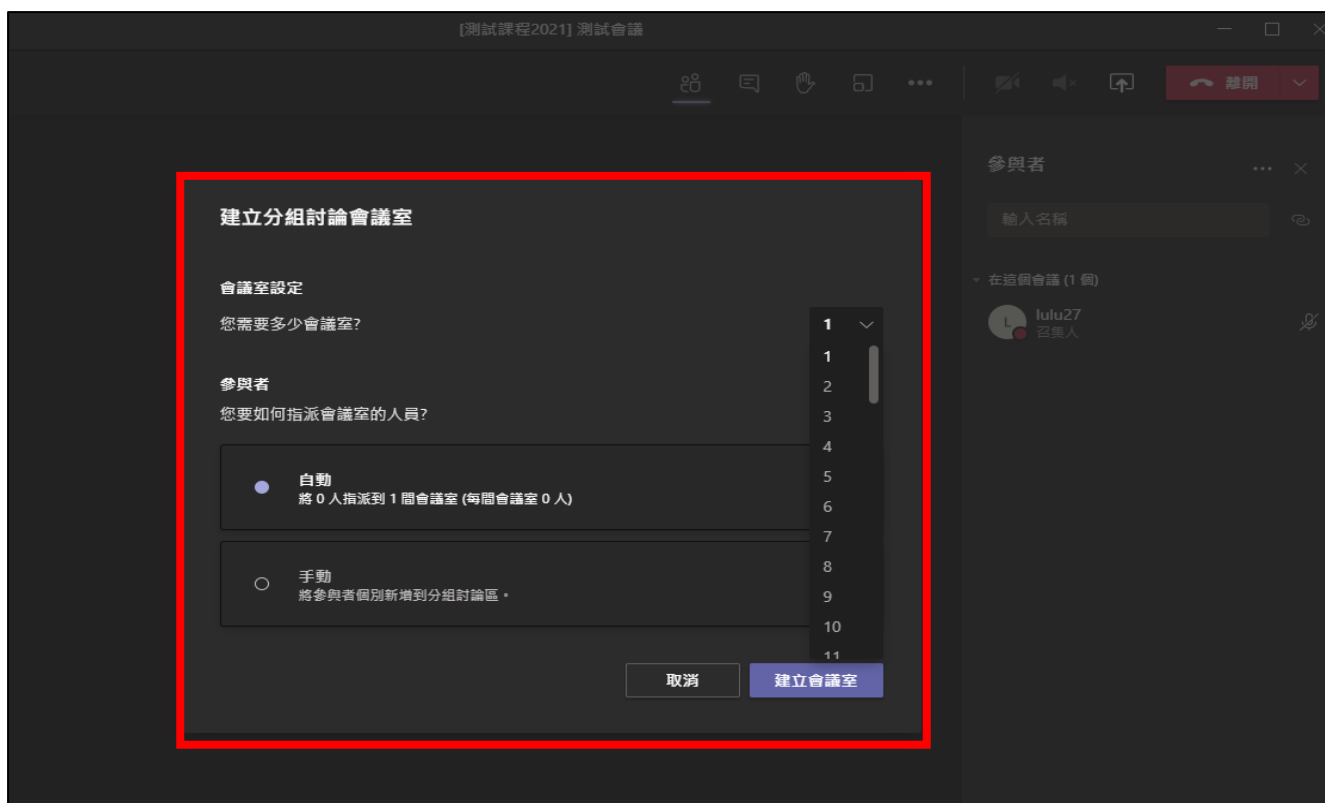 [測試課程2021] 測試會議
離開
參與者
輸入名稱
在這個會議 (1 個)
L
lulu27
召集人
建立分組討論會議室
會議室設定
您需要多少會議室?
1
1
2
3
4
5
6
7
8
9
10
11
參與者
您要如何指派會議室的人員?
自動
將 0 人指派到 1 間會議室 (每間會議室 0 人)
手動
將參與者個別新增到分組討論區。
取消
建立會議室